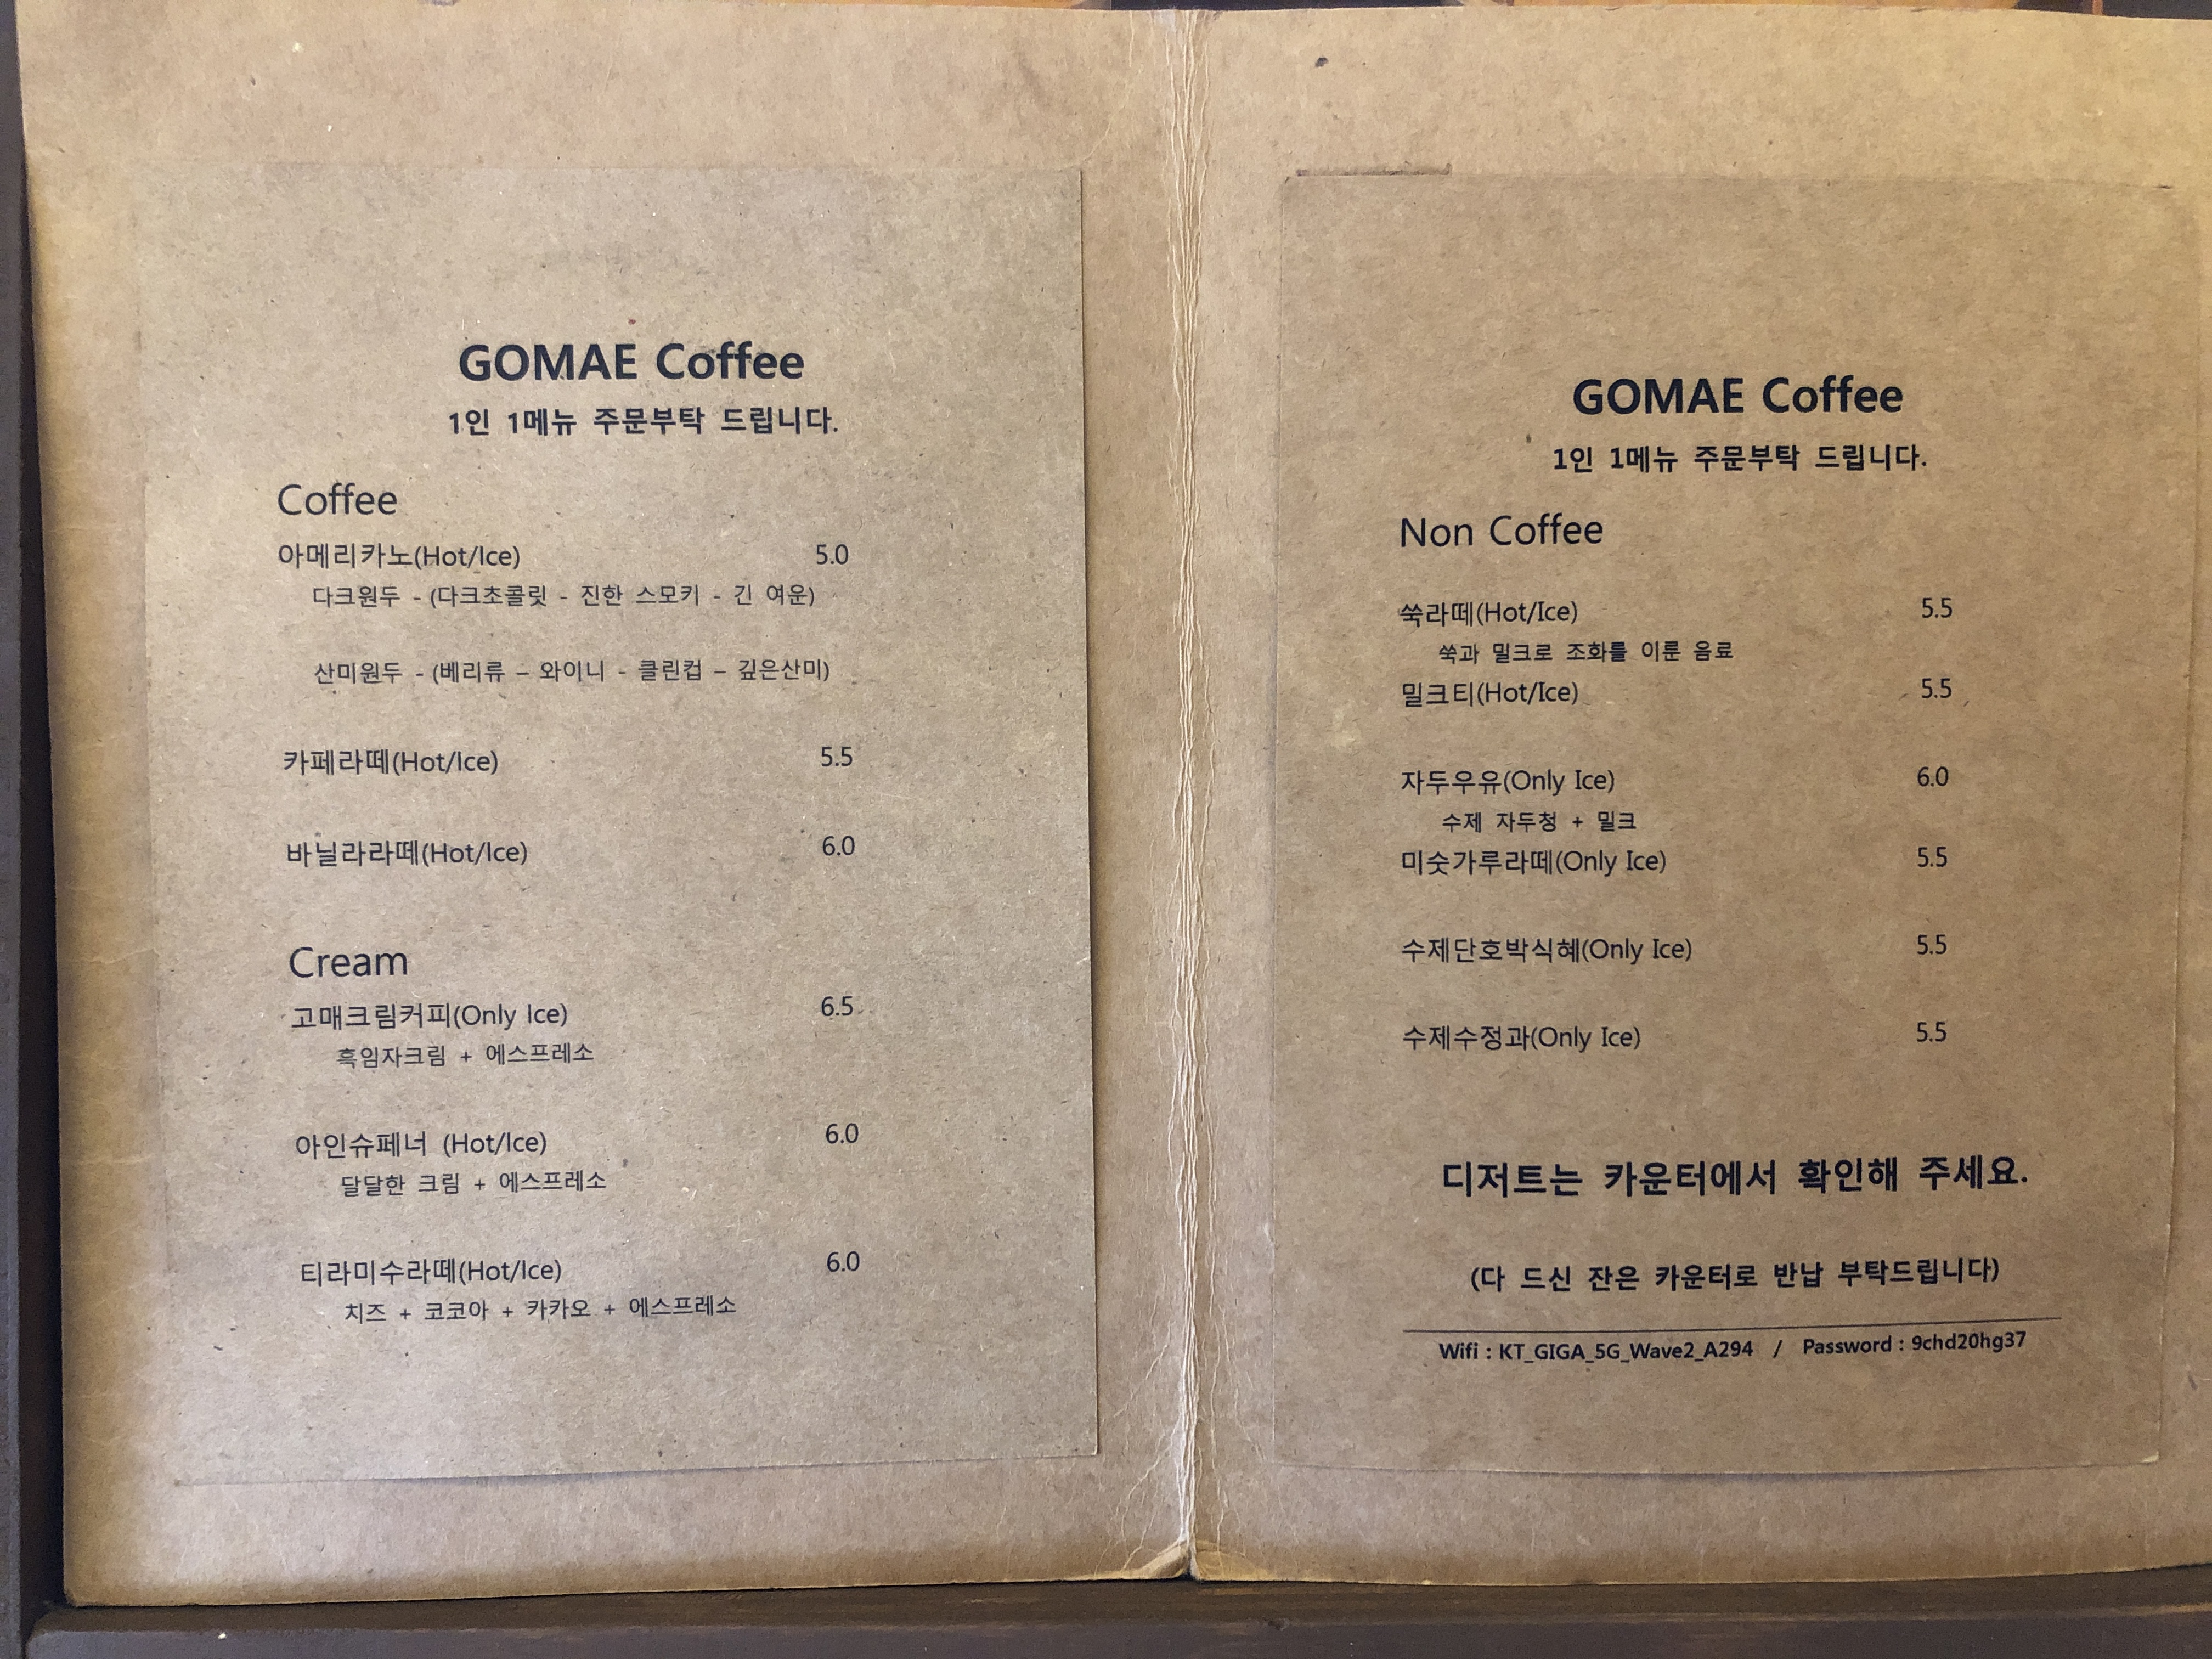 GOMAE Coffee
1인 1메뉴 주문부탁 드립니다.
Coffee
아메리카노(Hot/Ice) 5.0
다크원두 - (다크초콜릿 - 진한 스모키 - 긴 여운)
산미원두 - (베리류 – 와이니 - 클린컵 – 깊은산미)
카페라떼(Hot/Ice) 5.5
바닐라라떼(Hot/Ice) 6.0
Cream
고매크림커피(Only Ice) 6.5
흑임자크림 + 에스프레소
아인슈페너 (Hot/Ice) 6.0
달달한 크림 + 에스프레소
티라미수라떼(Hot/Ice) 6.0
치즈 + 코코아 + 카카오 + 에스프레소
GOMAE Coffee
1인 1메뉴 주문부탁 드립니다.
Non Coffee
쑥라떼(Hot/Ice) 5.5
쑥과 밀크로 조화를 이룬 음료
밀크티(Hot/Ice) 5.5
자두우유(Only Ice) 6.0
수제 자두청 + 밀크
미숫가루라떼(Only Ice) 5.5
수제단호박식혜(Only Ice) 5.5
수제수정과(Only Ice) 5.5
디저트는 카운터에서 확인해 주세요.
(다 드신 잔은 카운터로 반납 부탁드립니다)
Wifi : KT_GIGA_5G_Wave2_A294 / Password : 9chd20hg37